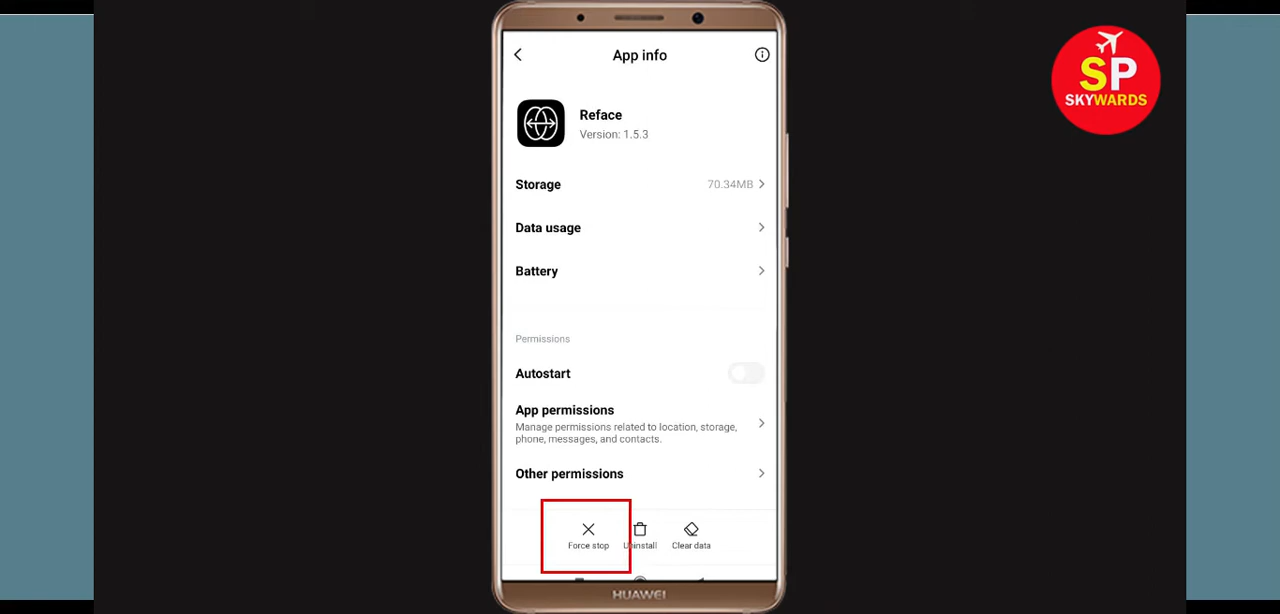 App info
SP
SKYWARDS
Reface
Version: 1.5.3
Storage 70.34MB
Data usage
Battery
Permissions
Autostart
App permissions
Manage permissions related to location, storage,
phone, messages, and contacts.
Other permissions
Force stop Uninstall Clear data
HUAWEI